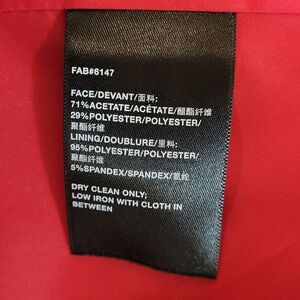 FAB#6147
FACE/DEVANT/面料:
71%ACETATE/ACÉTATE/醋酯纤维
29%POLYESTER/POLYESTER/
聚酯纤维
LINING/DOUBLURE/里料:
95%POLYESTER/POLYESTER/
聚酯纤维
5%SPANDEX/SPANDEX/氨纶
DRY CLEAN ONLY;
LOW IRON WITH CLOTH IN
BETWEEN